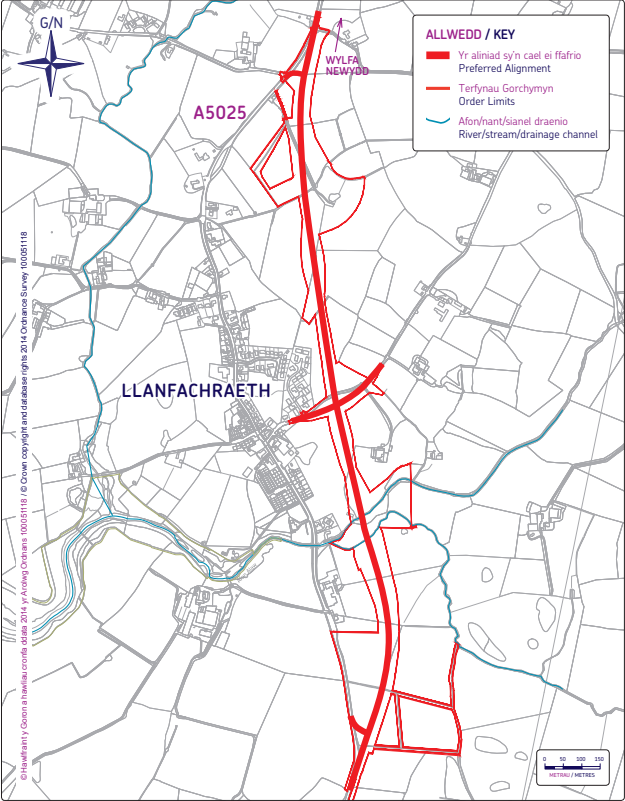 G/N
WYLFA
NEWYDD
A5025
ALLWEDD / KEY
Yr aliniad sy'n cael ei ffafrio
Preferred Alignment
Terfynau Gorchymyn
Order Limits
Afon/nant/sianel draenio
River/stream/drainage channel
LLANFACHRAETH
© Hawlfraint y Goron a hawliau cronfa ddata 2014 yr Arolwg Ordnans 100051118 / © Crown copyright and database rights 2014 Ordnance Survey 100051118
0 50 100 150
METRAU / METRES